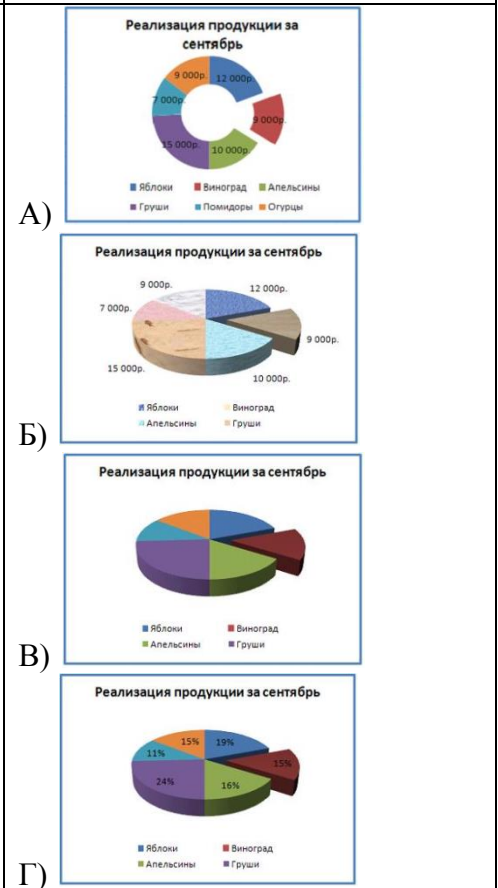 Реализация продукции за
сентябрь
9 000р. 12 000р.
7 000р. 9 000р.
15 000р. 10 000р.
Яблоки Виноград Апельсины
Груши Помидоры Огурцы
А)
Реализация продукции за сентябрь
9 000р. 12 000р.
7 000р. 9 000р.
15 000р. 10 000р.
Яблоки Виноград
Апельсины Груши
Б)
Реализация продукции за сентябрь
Яблоки Виноград
Апельсины Груши
В)
Реализация продукции за сентябрь
15% 19%
11% 15%
24% 16%
Яблоки Виноград
Апельсины Груши
Г)